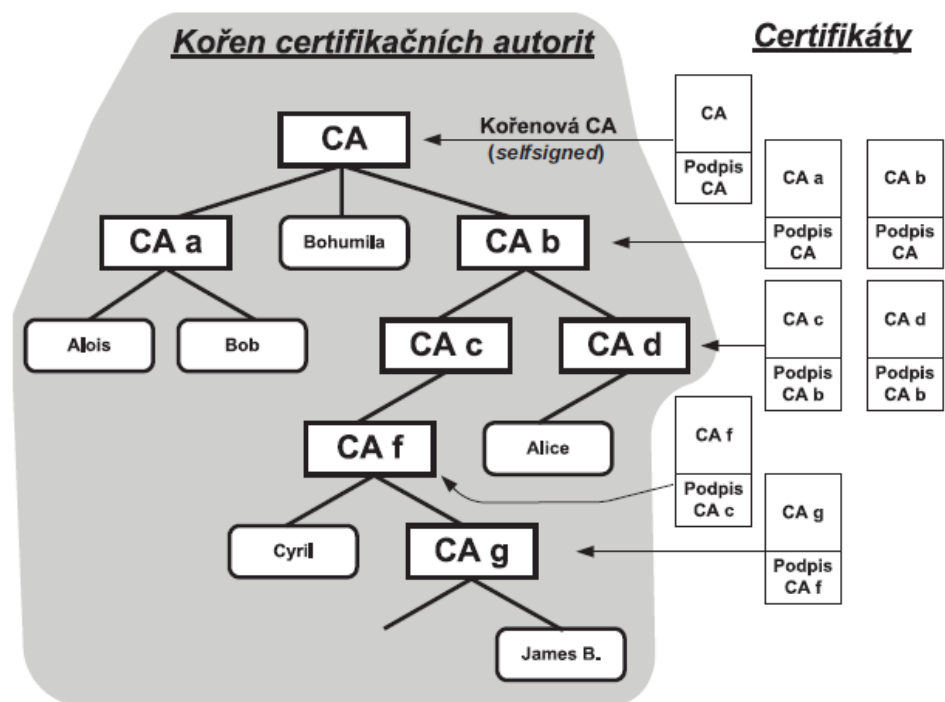 Kořen certifikačních autorit
Certifikáty
CA
Kořenová CA
(selfsigned)
CA
Podpis
CA
CA a
Bohumila
CA b
CA a
Podpis
CA
CA b
Podpis
CA
Alois
Bob
CA c
CA d
CA c
Podpis
CA b
CA d
Podpis
CA b
CA f
Alice
CA f
Podpis
CA c
Cyril
CA g
CA g
Podpis
CA f
James B.